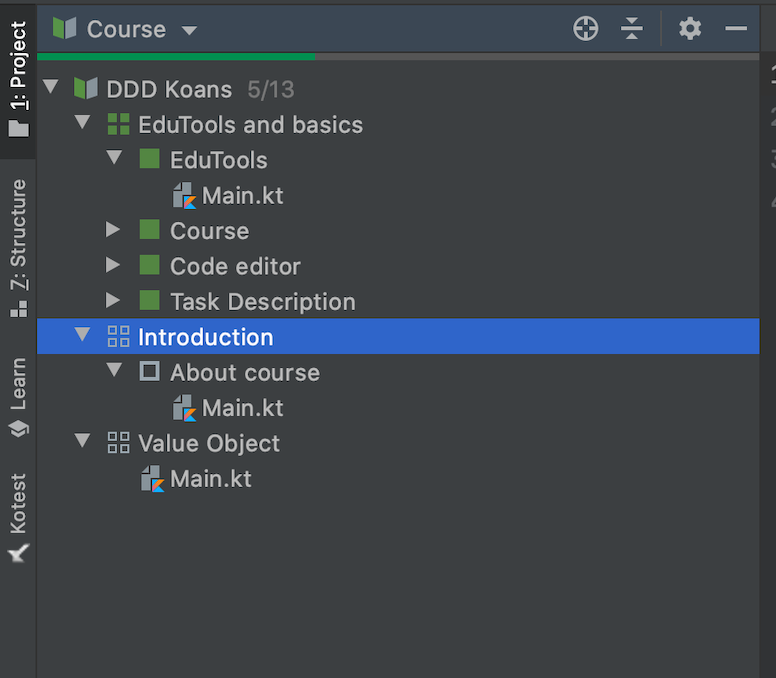 Course
DDD Koans 5/13
EduTools and basics
EduTools
Main.kt
Course
Code editor
Task Description
Introduction
About course
Main.kt
Value Object
Main.kt
1: Project
7: Structure
Learn
Kotest